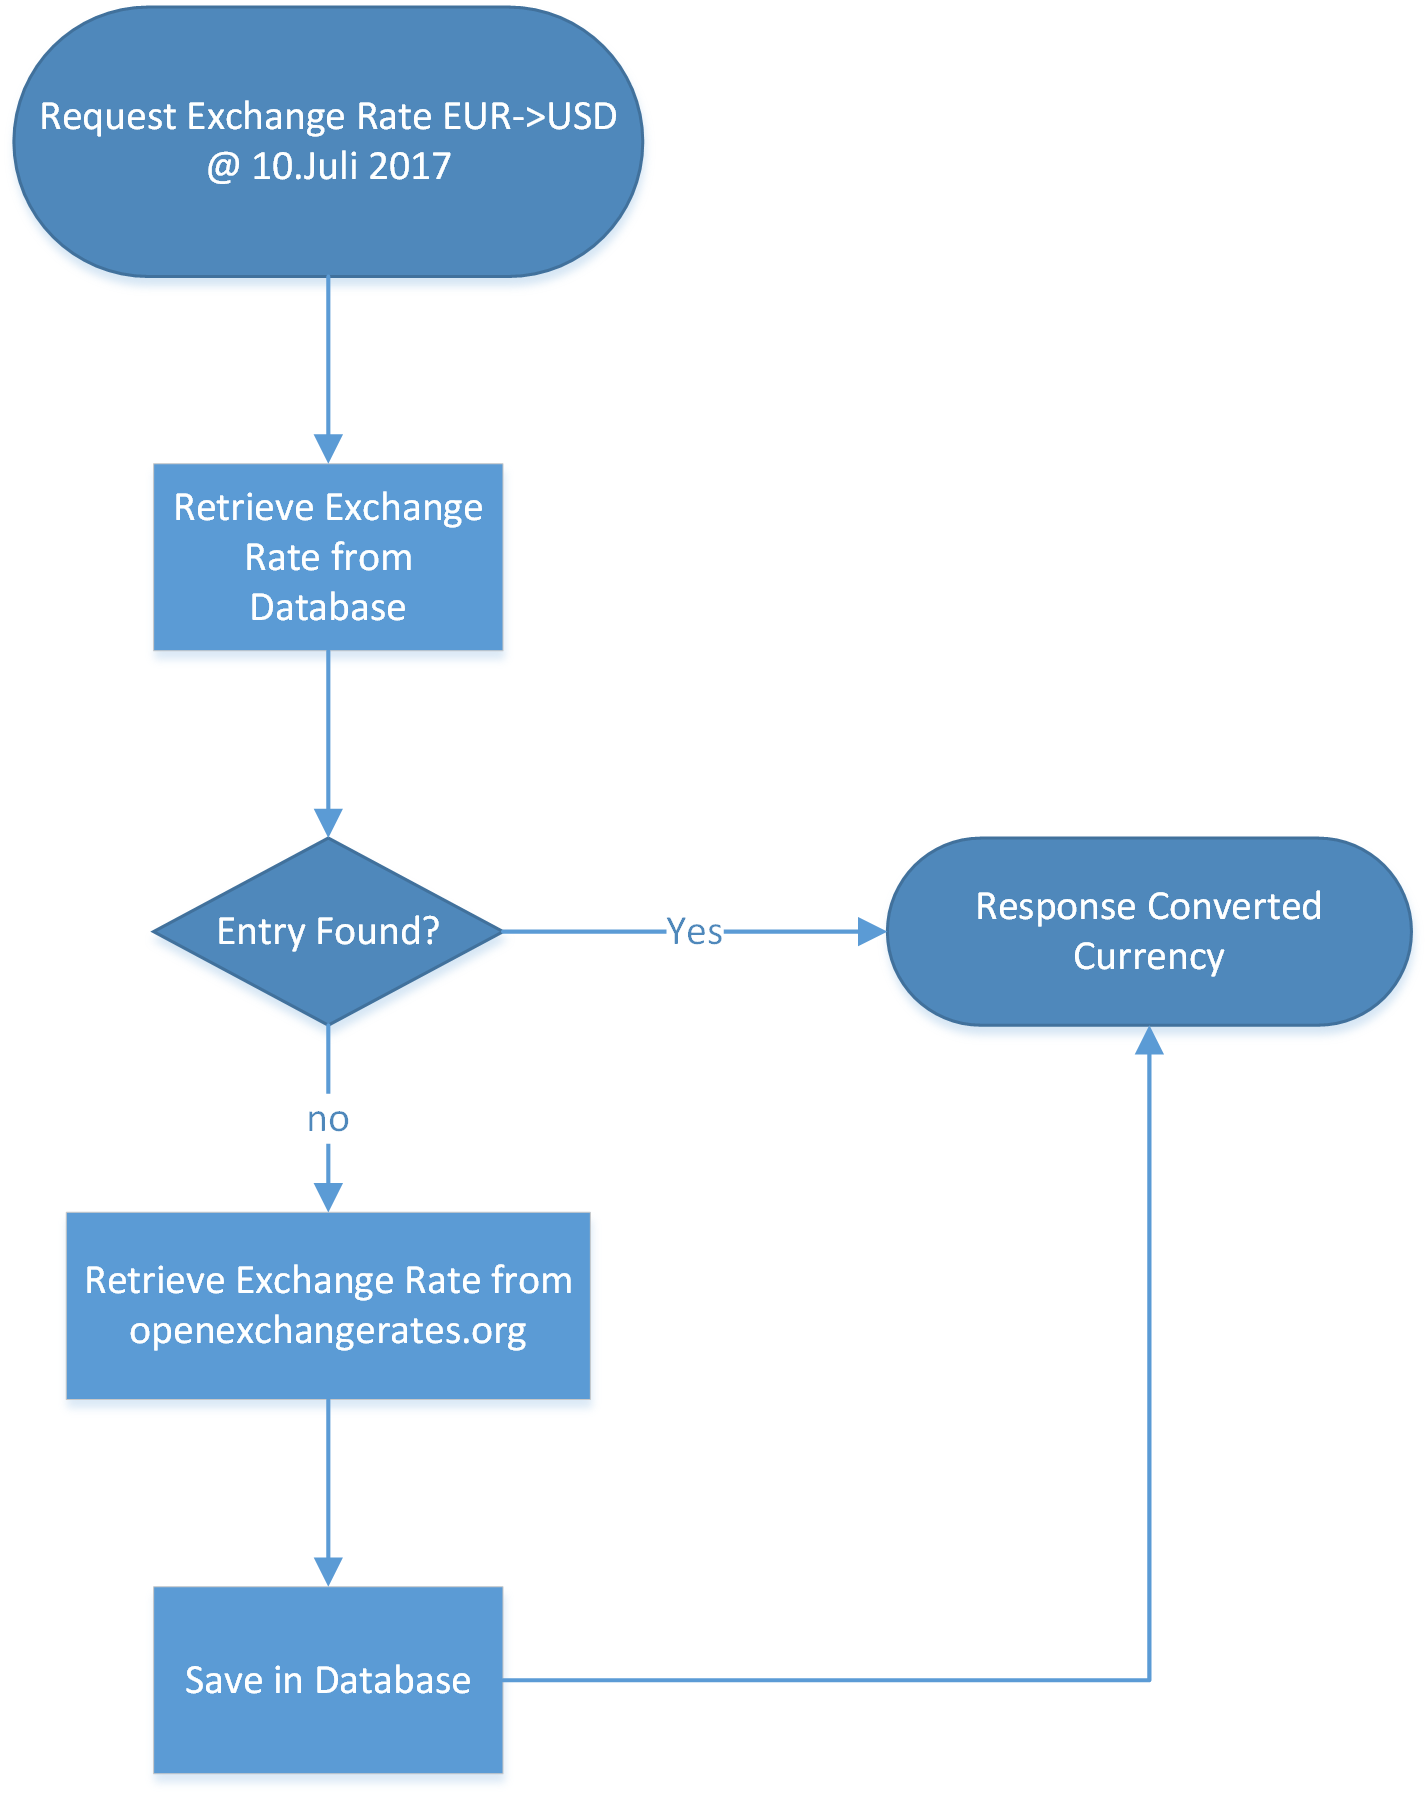 Request Exchange Rate EUR->USD
@ 10.Juli 2017
Retrieve Exchange
Rate from
Database
Entry Found?
Yes
Response Converted
Currency
no
Retrieve Exchange Rate from
openexchangerates.org
Save in Database